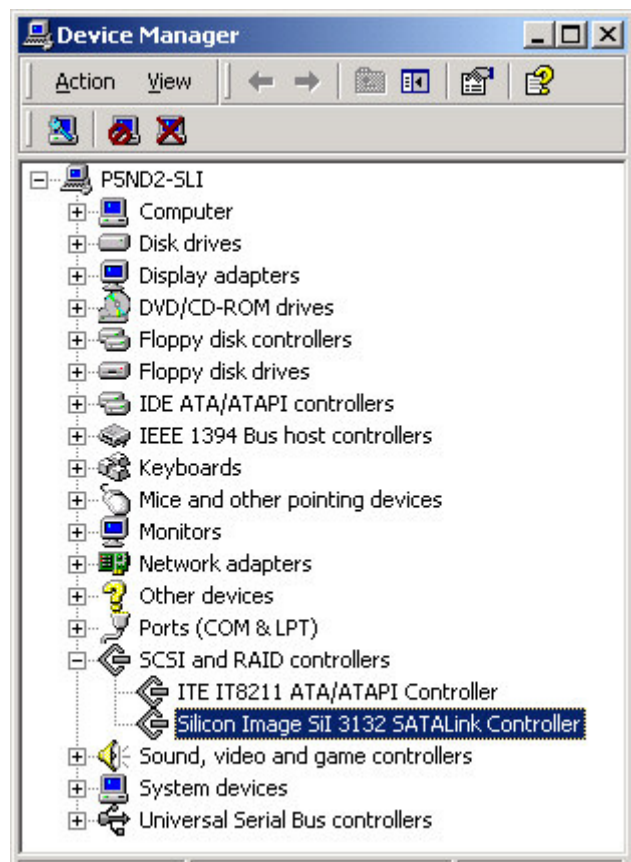 Device Manager
Action View
P5ND2-SLI
Computer
Disk drives
Display adapters
DVD/CD-ROM drives
Floppy disk controllers
Floppy disk drives
IDE ATA/ATAPI controllers
IEEE 1394 Bus host controllers
Keyboards
Mice and other pointing devices
Monitors
Network adapters
Other devices
Ports (COM & LPT)
SCSI and RAID controllers
ITE IT8211 ATA/ATAPI Controller
Silicon Image SiI 3132 SATALink Controller
Sound, video and game controllers
System devices
Universal Serial Bus controllers